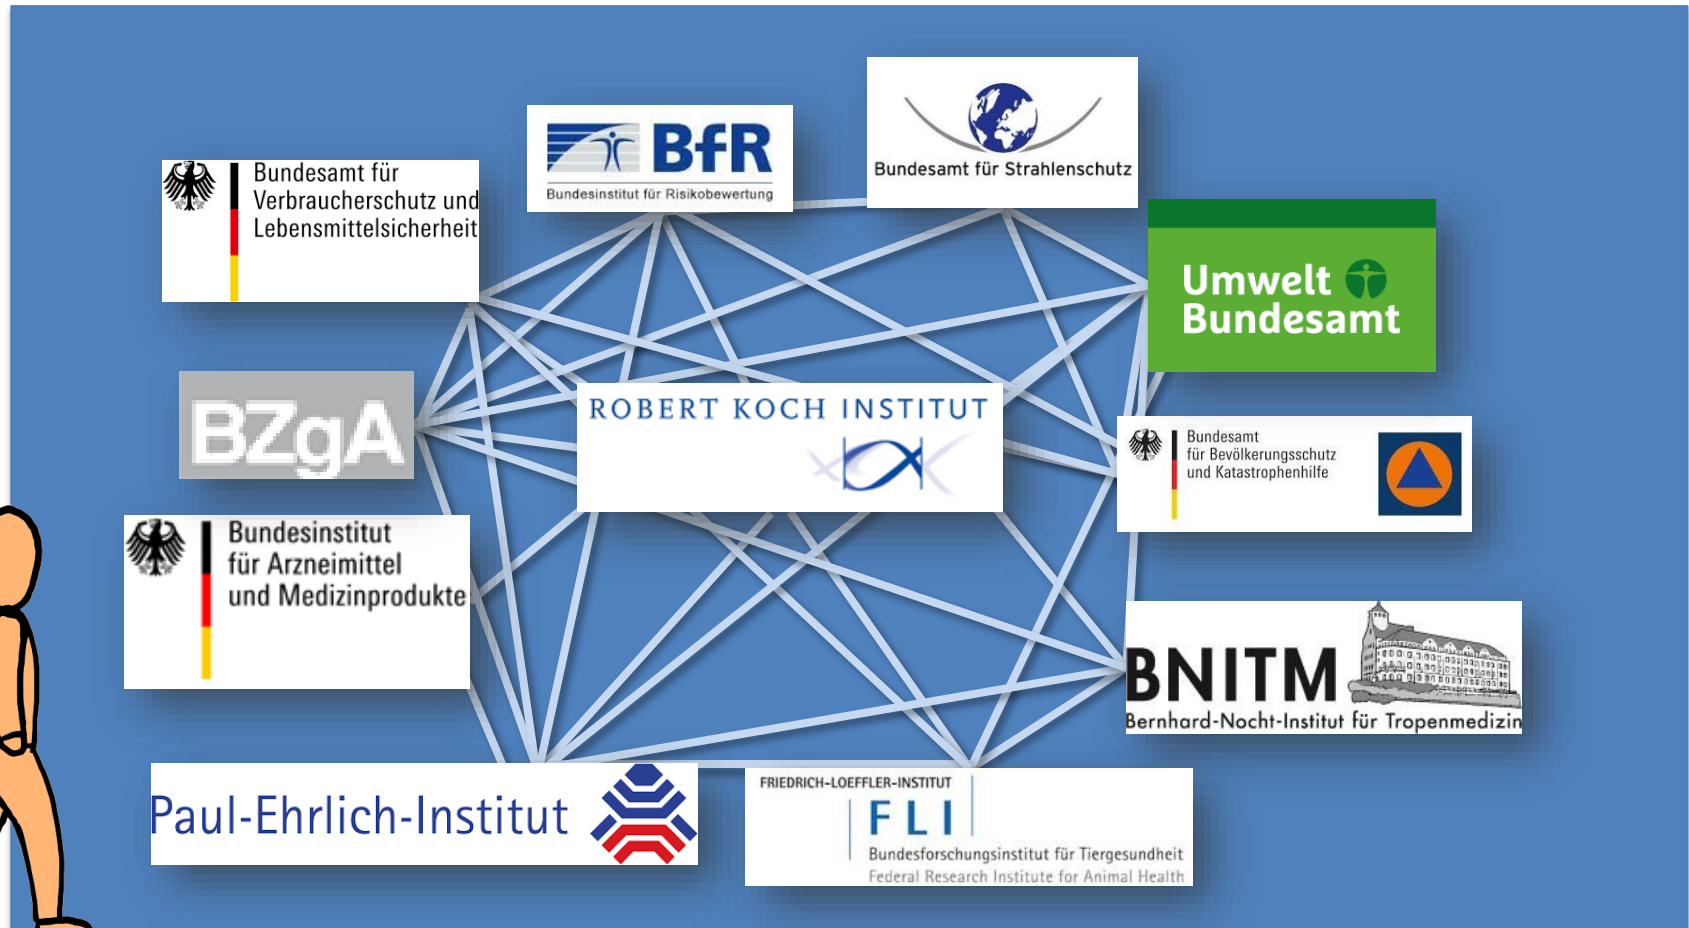 Bundesamt für
Verbraucherschutz und
Lebensmittelsicherheit
BfR
Bundesinstitut für Risikobewertung
Bundesamt für Strahlenschutz
Umwelt
Bundesamt
BZgA
ROBERT KOCH INSTITUT
Bundesamt
für Bevölkerungsschutz
und Katastrophenhilfe
Bundesinstitut
für Arzneimittel
und Medizinprodukte
BNITM
Bernhard-Nocht-Institut für Tropenmedizin
Paul-Ehrlich-Institut
FRIEDRICH-LOEFFLER-INSTITUT
FLI
Bundesforschungsinstitut für Tiergesundheit
Federal Research Institute for Animal Health